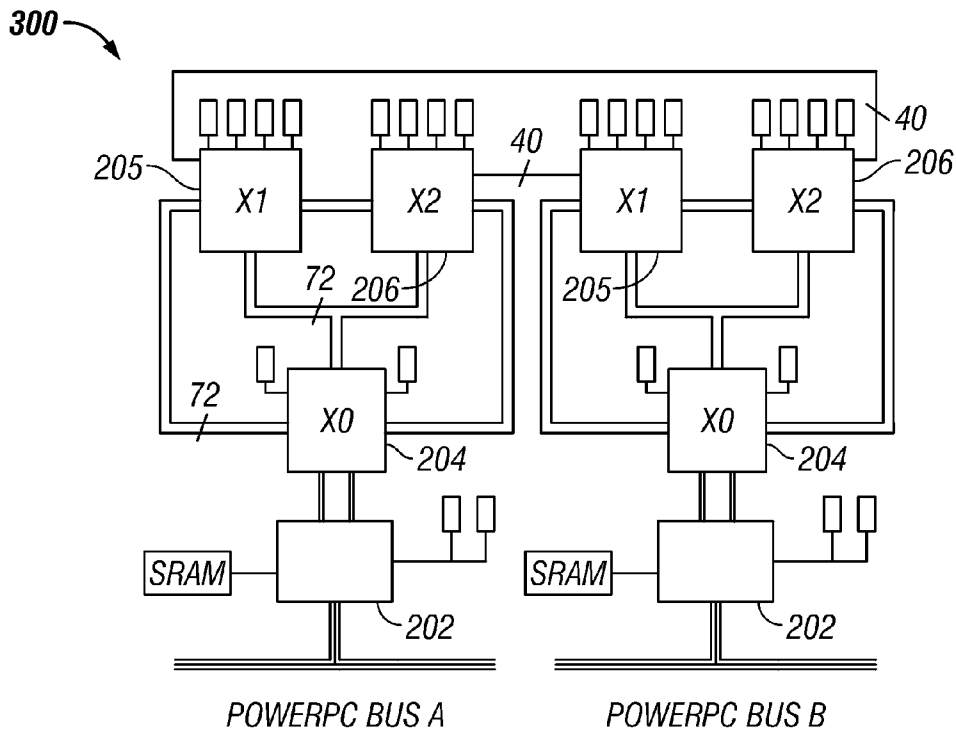 300
40
40
205
X1
X2
X1
X2
206
72
206
205
72
X0
X0
204
204
SRAM
SRAM
202
202
POWERPC BUS A
POWERPC BUS B